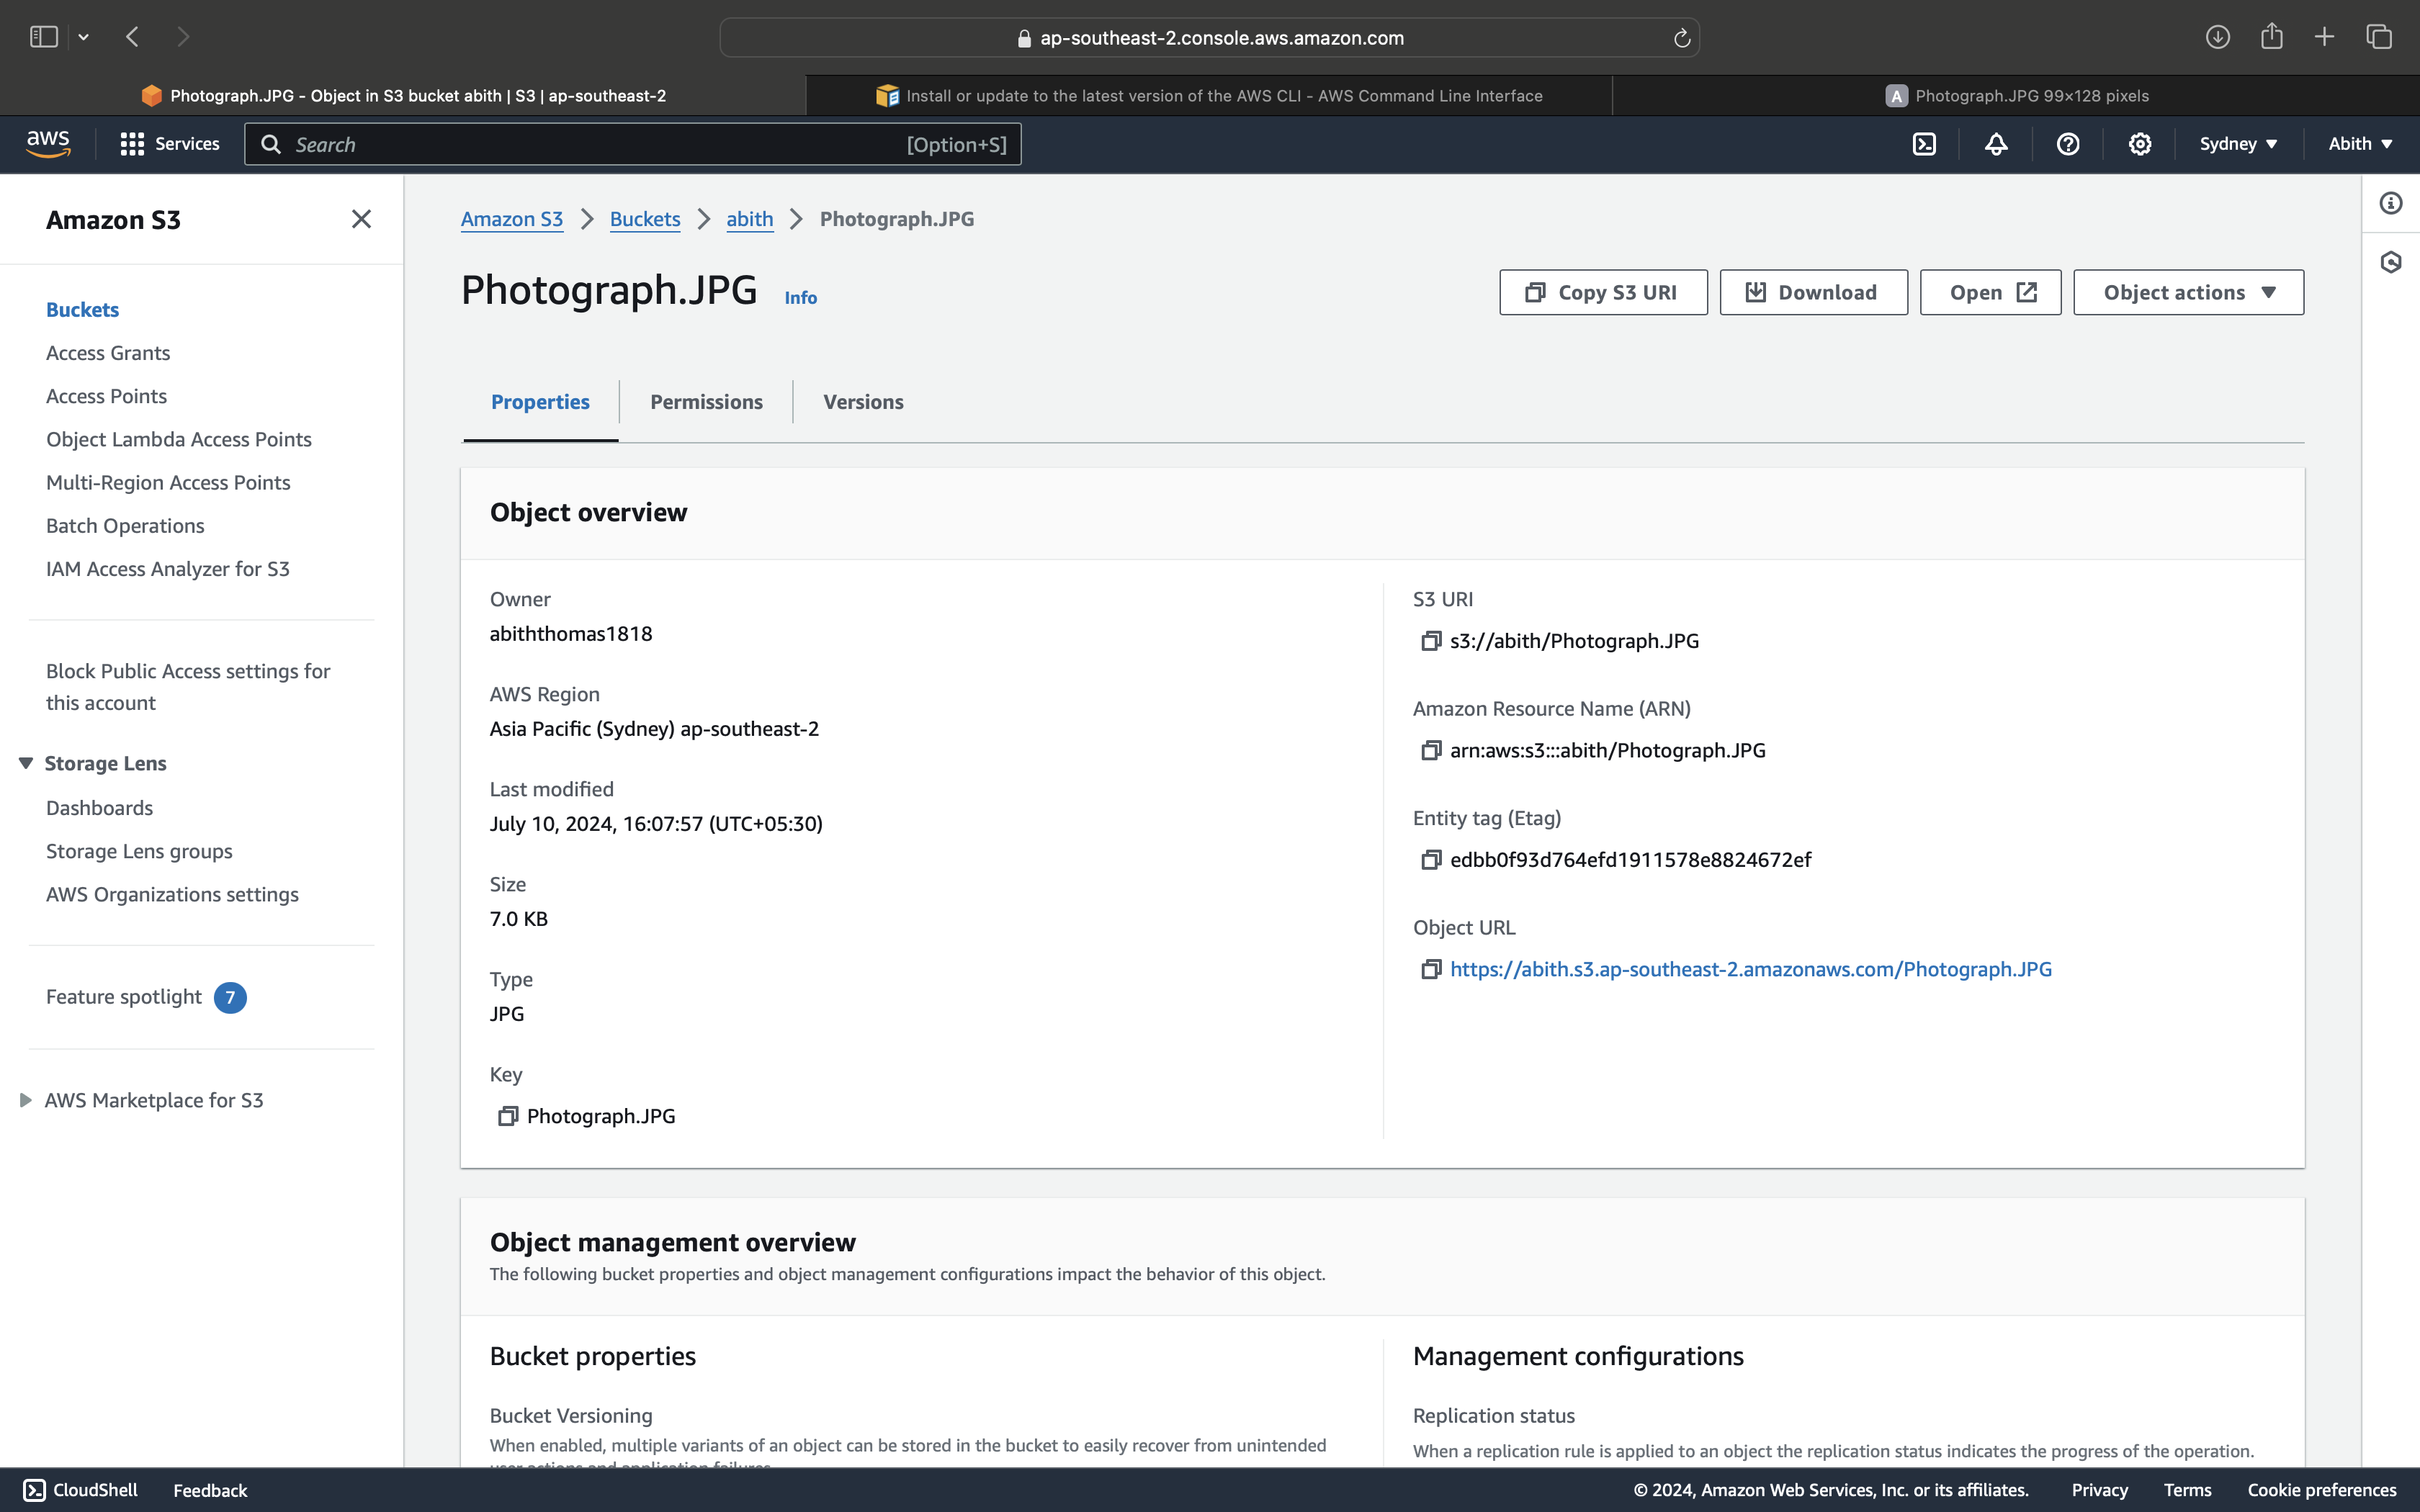 ap-southeast-2.console.aws.amazon.com
Photograph.JPG - Object in S3 bucket abith | S3 | ap-southeast-2
Install or update to the latest version of the AWS CLI - AWS Command Line Interface
A Photograph.JPG 99×128 pixels
aws
Services
Search
[Option+S]
Sydney
Abith
Amazon S3
Buckets
Access Grants
Access Points
Object Lambda Access Points
Multi-Region Access Points
Batch Operations
IAM Access Analyzer for S3
Block Public Access settings for
this account
Storage Lens
Dashboards
Storage Lens groups
AWS Organizations settings
Feature spotlight 7
AWS Marketplace for S3
Amazon S3 > Buckets > abith > Photograph.JPG
Photograph.JPG Info
Copy S3 URI
Download
Open
Object actions
Properties
Permissions
Versions
Object overview
Owner
abiththomas1818
AWS Region
Asia Pacific (Sydney) ap-southeast-2
Last modified
July 10, 2024, 16:07:57 (UTC+05:30)
Size
7.0 KB
Type
JPG
Key
Photograph.JPG
S3 URI
s3://abith/Photograph.JPG
Amazon Resource Name (ARN)
arn:aws:s3:::abith/Photograph.JPG
Entity tag (Etag)
edbb0f93d764efd1911578e8824672ef
Object URL
https://abith.s3.ap-southeast-2.amazonaws.com/Photograph.JPG
Object management overview
The following bucket properties and object management configurations impact the behavior of this object.
Bucket properties
Bucket Versioning
When enabled, multiple variants of an object can be stored in the bucket to easily recover from unintended
user actions and application failures.
Management configurations
Replication status
When a replication rule is applied to an object the replication status indicates the progress of the operation.
CloudShell
Feedback
© 2024, Amazon Web Services, Inc. or its affiliates.
Privacy
Terms
Cookie preferences